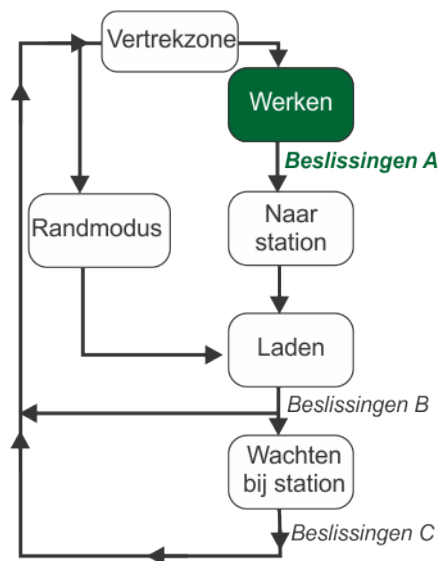 Vertrekzone
Werken
Beslissingen A
Randmodus
Naar
station
Laden
Beslissingen B
Wachten
bij station
Beslissingen C